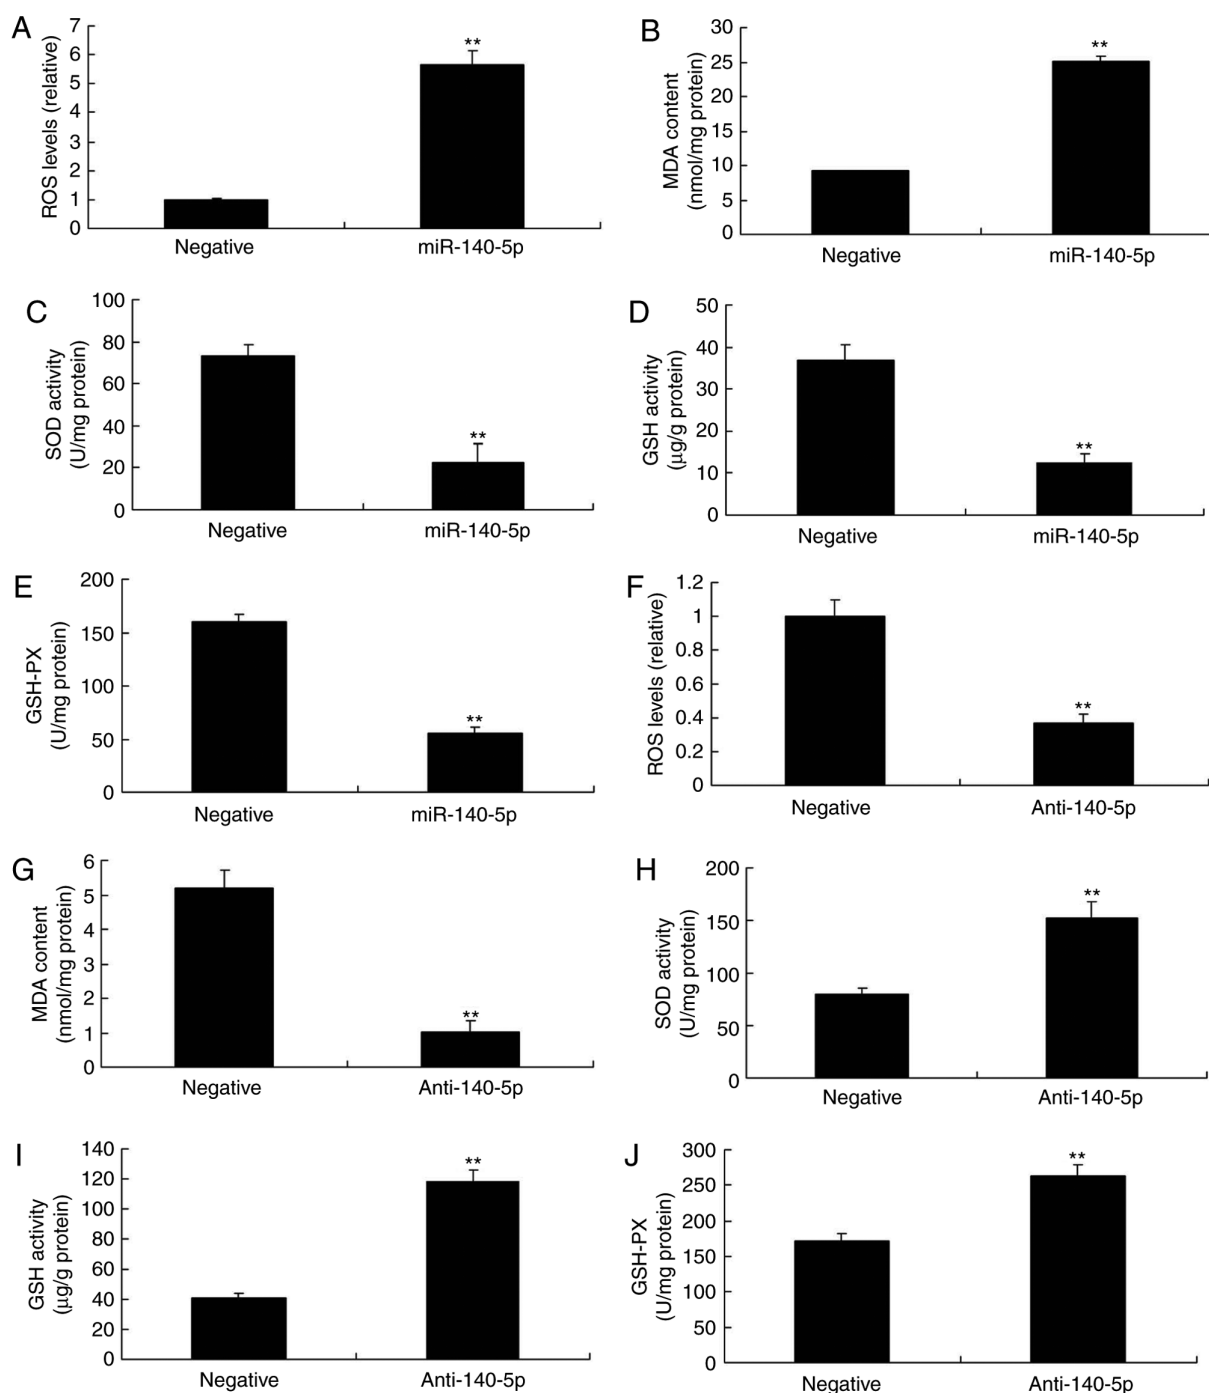 A
ROS levels (relative)
7
6
5
4
3
2
1
0
**
Negative
miR-140-5p
B
MDA content
(nmol/mg protein)
30
25
20
15
10
5
0
**
Negative
miR-140-5p
C
SOD activity
(U/mg protein)
100
80
60
40
20
0
**
Negative
miR-140-5p
D
GSH activity
(µg/g protein)
50
40
30
20
10
0
**
Negative
miR-140-5p
E
GSH-PX
(U/mg protein)
200
150
100
50
0
**
Negative
miR-140-5p
F
ROS levels (relative)
1.2
1
0.8
0.6
0.4
0.2
0
**
Negative
Anti-140-5p
G
MDA content
(nmol/mg protein)
6
5
4
3
2
1
0
**
Negative
Anti-140-5p
H
SOD activity
(U/mg protein)
200
150
100
50
0
**
Negative
Anti-140-5p
I
GSH activity
(µg/g protein)
140
120
100
80
60
40
20
0
**
Negative
Anti-140-5p
J
GSH-PX
(U/mg protein)
300
250
200
150
100
50
0
**
Negative
Anti-140-5p